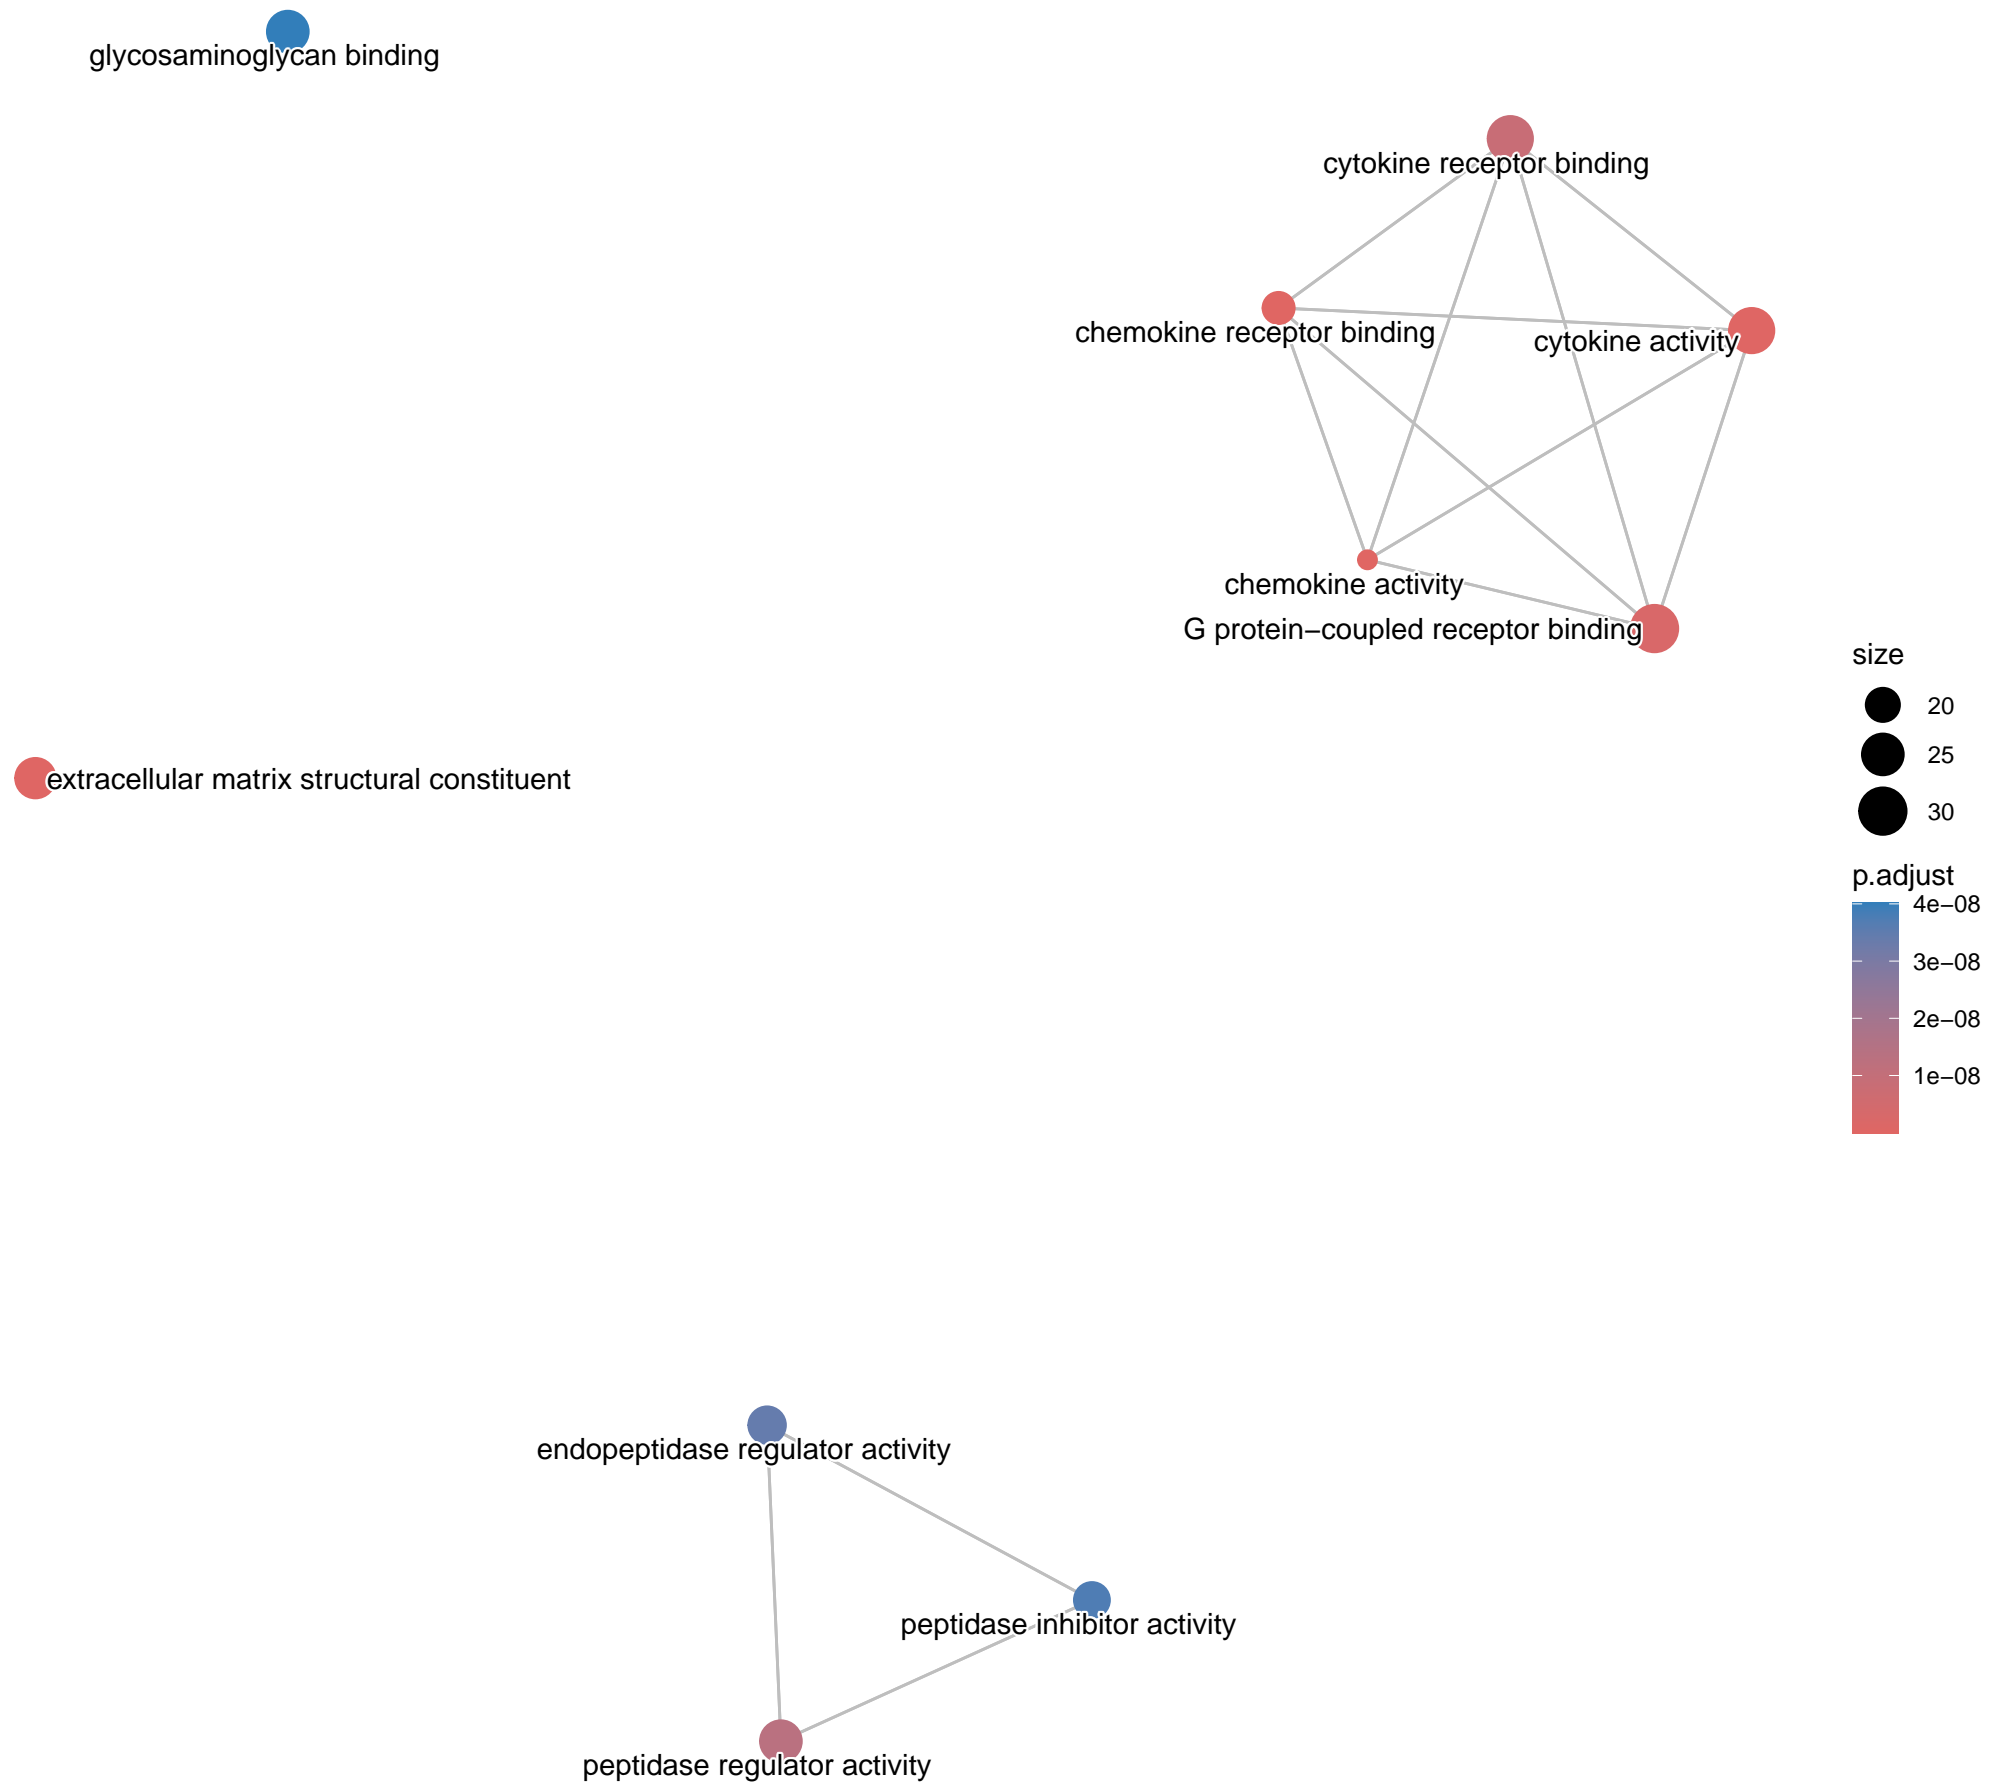 glycosaminoglycan binding
cytokine receptor binding
chemokine receptor binding
cytokine activity
chemokine activity
G protein−coupled receptor binding
size
20
25
30
extracellular matrix structural constituent
p.adjust
4e−08
3e−08
2e−08
1e−08
endopeptidase regulator activity
peptidase inhibitor activity
peptidase regulator activity